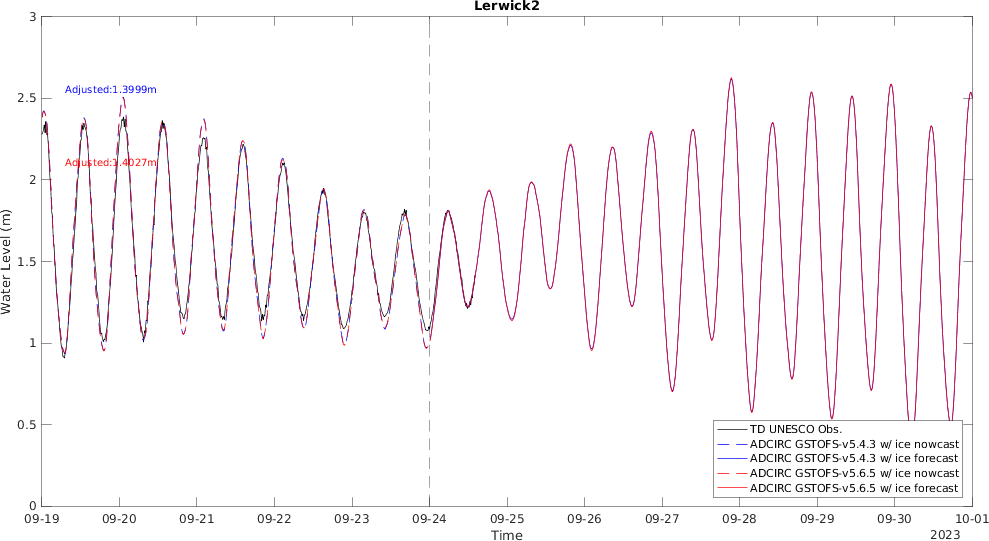 Lerwick2
3
2.5
2
1.5
1
0.5
0
Water Level (m)
Adjusted:1.3999m
Adjusted:1.4027m
TD UNESCO Obs.
ADCIRC GSTOFS-v5.4.3 w/ ice nowcast
ADCIRC GSTOFS-v5.4.3 w/ ice forecast
ADCIRC GSTOFS-v5.6.5 w/ ice nowcast
ADCIRC GSTOFS-v5.6.5 w/ ice forecast
09-19 09-20 09-21 09-22 09-23 09-24 09-25 09-26 09-27 09-28 09-29 09-30 10-01
Time
2023